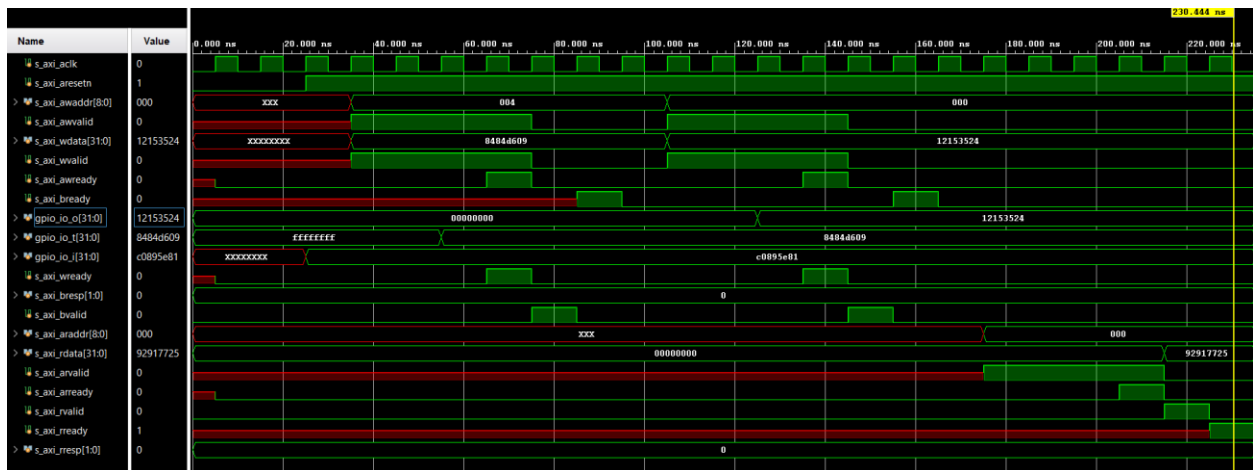 230.444 ns
Name Value 0.000 ns 20.000 ns 40.000 ns 60.000 ns 80.000 ns 100.000 ns 120.000 ns 140.000 ns 160.000 ns 180.000 ns 200.000 ns 220.000 ns
s_axi_aclk 0
s_axi_aresetn 1
> s_axi_awaddr[8:0] 000 XXX 004 000
s_axi_awvalid 0
> s_axi_wdata[31:0] 12153524 XXXXXXXX 8484d609 12153524
s_axi_wvalid 0
s_axi_awready 0
s_axi_bready 0
> gpio_io_o[31:0] 12153524 00000000 12153524
> gpio_io_t[31:0] 8484d609 ffffffff 8484d609
> gpio_io_i[31:0] c0895e81 XXXXXXXX c0895e81
s_axi_wready 0
> s_axi_bresp[1:0] 0 0
s_axi_bvalid 0
> s_axi_araddr[8:0] 000 XXX 000
> s_axi_rdata[31:0] 92917725 00000000 92917725
s_axi_arvalid 0
s_axi_arready 0
s_axi_rvalid 0
s_axi_rready 1
> s_axi_rresp[1:0] 0 0